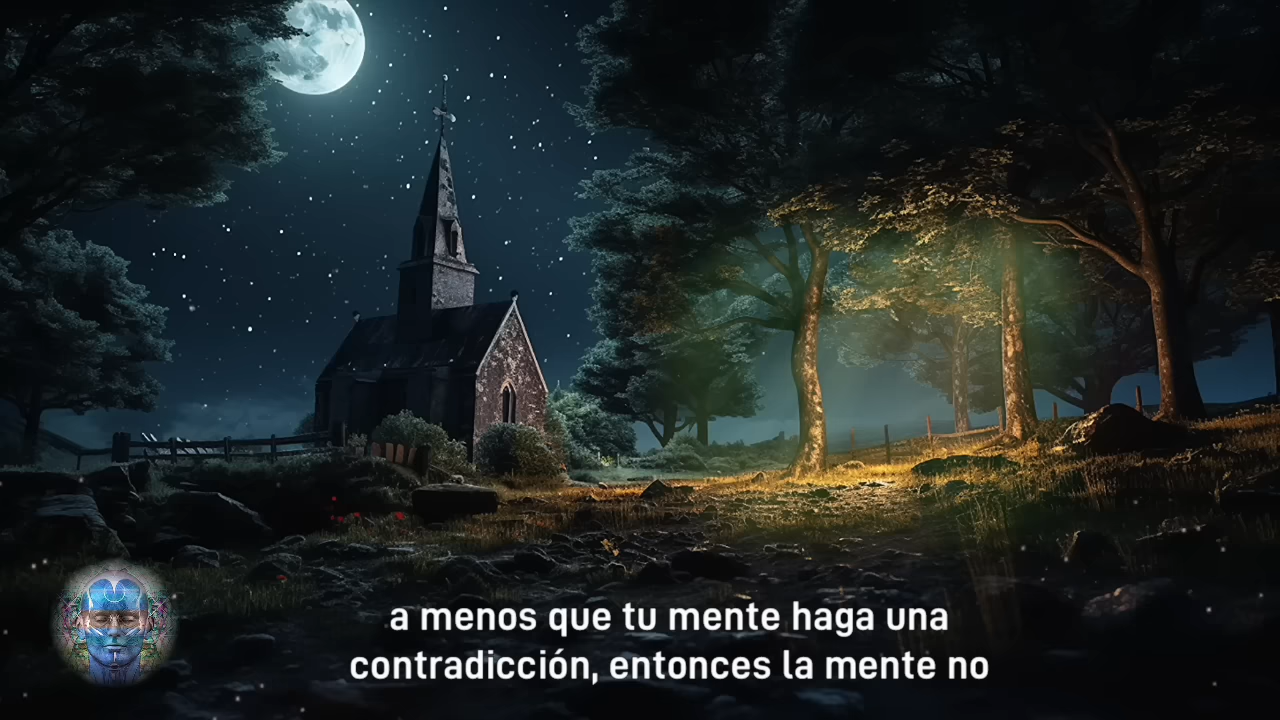 a menos que tu mente haga una
contradicción, entonces la mente no